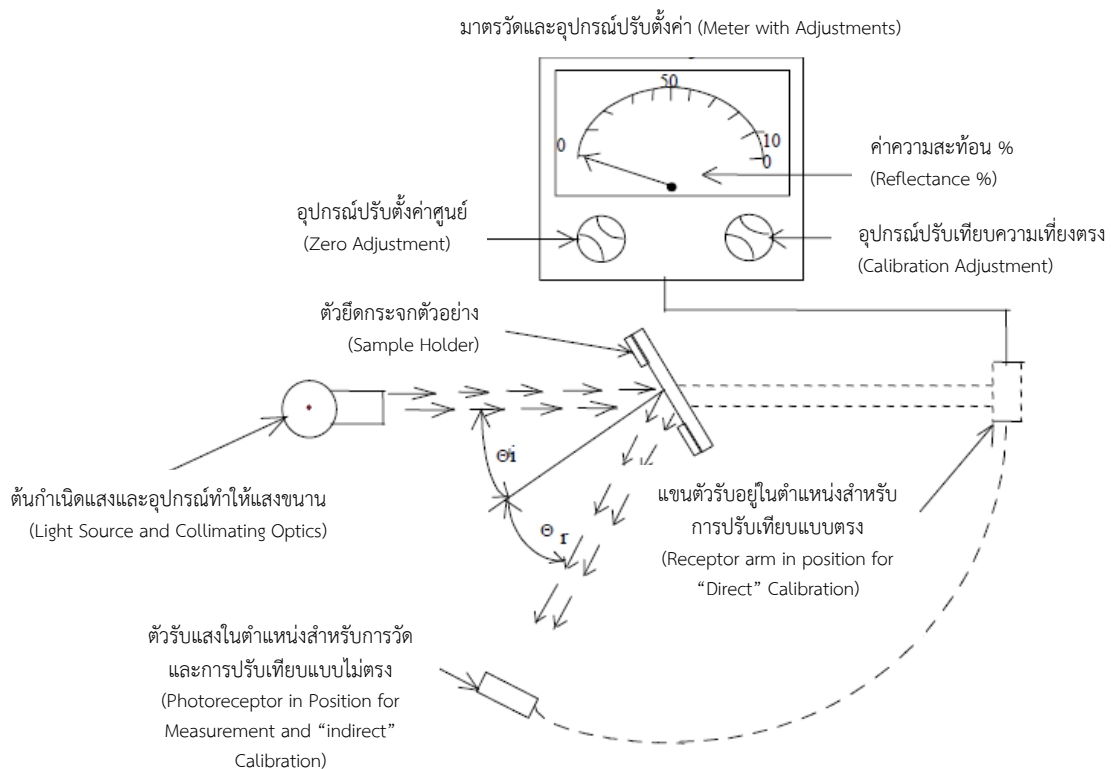 มาตรวัดและอุปกรณ์ปรับตั้งค่า (Meter with Adjustments)
50
0
10
0
ค่าความสะท้อน %
(Reflectance %)
อุปกรณ์ปรับตั้งค่าศูนย์
(Zero Adjustment)
อุปกรณ์ปรับเทียบความเที่ยงตรง
(Calibration Adjustment)
ตัวยึดกระจกตัวอย่าง
(Sample Holder)
Θi
Θ r
ต้นกำเนิดแสงและอุปกรณ์ทำให้แสงขนาน
(Light Source and Collimating Optics)
แขนตัวรับอยู่ในตำแหน่งสำหรับ
การปรับเทียบแบบตรง
(Receptor arm in position for
“Direct” Calibration)
ตัวรับแสงในตำแหน่งสำหรับการวัด
และการปรับเทียบแบบไม่ตรง
(Photoreceptor in Position for
Measurement and “indirect”
Calibration)